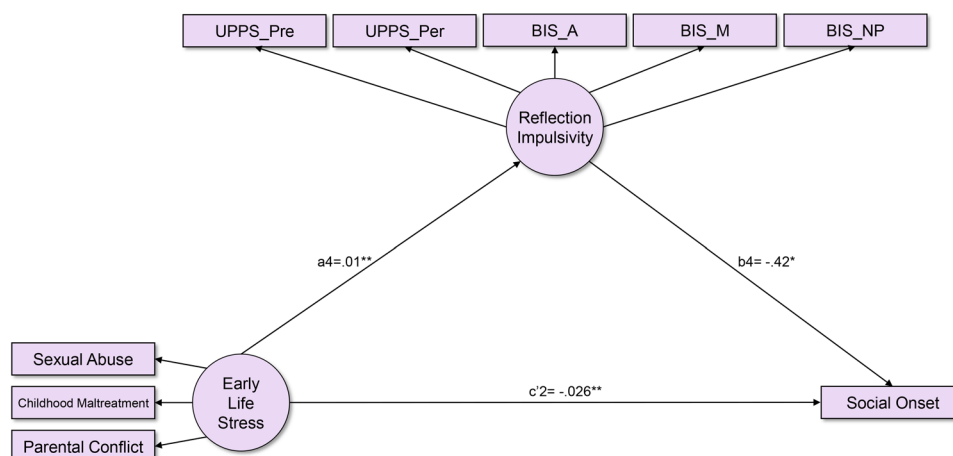 UPPS_Pre
UPPS_Per
BIS_A
BIS_M
BIS_NP
Reflection
Impulsivity
a4=.01**
b4= -.42*
Sexual Abuse
Childhood Maltreatment
Parental Conflict
Early
Life
Stress
c'2= -.026**
Social Onset